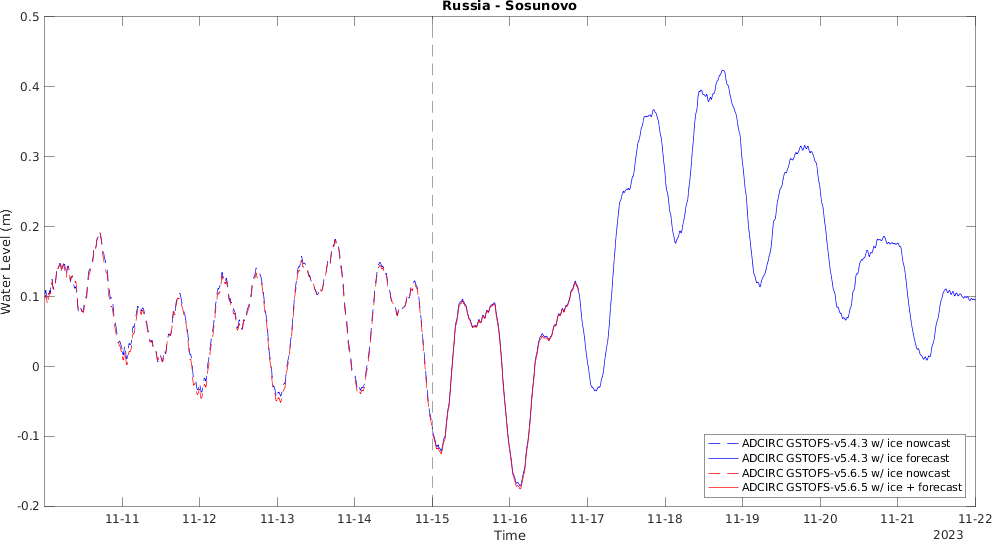 Russia - Sosunovo
0.5
0.4
0.3
0.2
0.1
0
-0.1
-0.2
Water Level (m)
ADCIRC GSTOFS-v5.4.3 w/ ice nowcast
ADCIRC GSTOFS-v5.4.3 w/ ice forecast
ADCIRC GSTOFS-v5.6.5 w/ ice nowcast
ADCIRC GSTOFS-v5.6.5 w/ ice + forecast
11-11 11-12 11-13 11-14 11-15 11-16 11-17 11-18 11-19 11-20 11-21 11-22
Time
2023